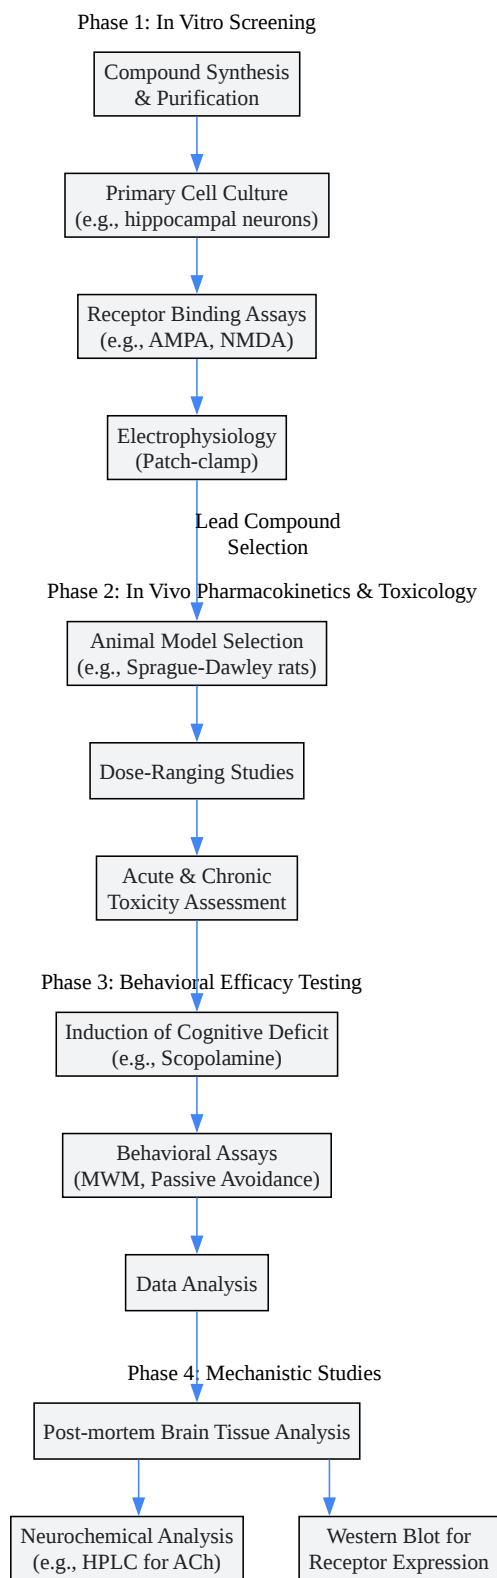 Phase 1: In Vitro Screening
Compound Synthesis
& Purification
Primary Cell Culture
(e.g., hippocampal neurons)
Receptor Binding Assays
(e.g., AMPA, NMDA)
Electrophysiology
(Patch-clamp)
Lead Compound
Selection
Phase 2: In Vivo Pharmacokinetics & Toxicology
Animal Model Selection
(e.g., Sprague-Dawley rats)
Dose-Ranging Studies
Acute & Chronic
Toxicity Assessment
Phase 3: Behavioral Efficacy Testing
Induction of Cognitive Deficit
(e.g., Scopolamine)
Behavioral Assays
(MWM, Passive Avoidance)
Data Analysis
Phase 4: Mechanistic Studies
Post-mortem Brain Tissue Analysis
Neurochemical Analysis
(e.g., HPLC for ACh)
Western Blot for
Receptor Expression